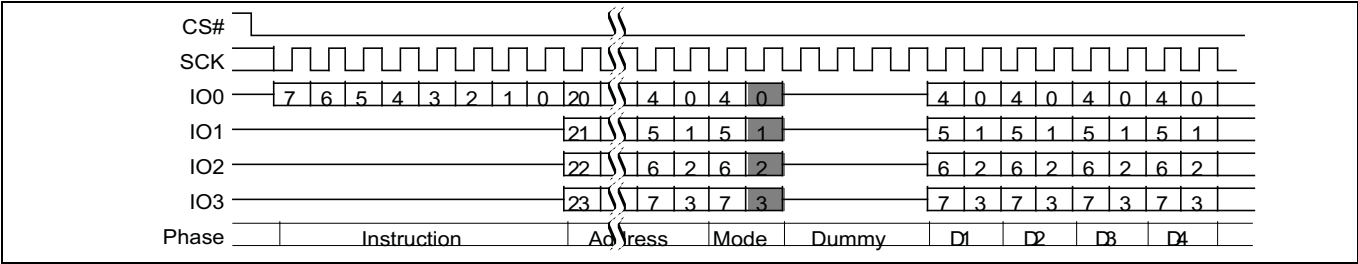 CS#
SCK
IO0 7 6 5 4 3 2 1 0 20 4 0 4 0 4 0 4 0 4 0 4 0
IO1 21 5 1 5 1 5 1 5 1 5 1 5 1
IO2 22 6 2 6 2 6 2 6 2 6 2 6 2
IO3 23 7 3 7 3 7 3 7 3 7 3 7 3
Phase Instruction Address Mode Dummy D1 D2 D3 D4